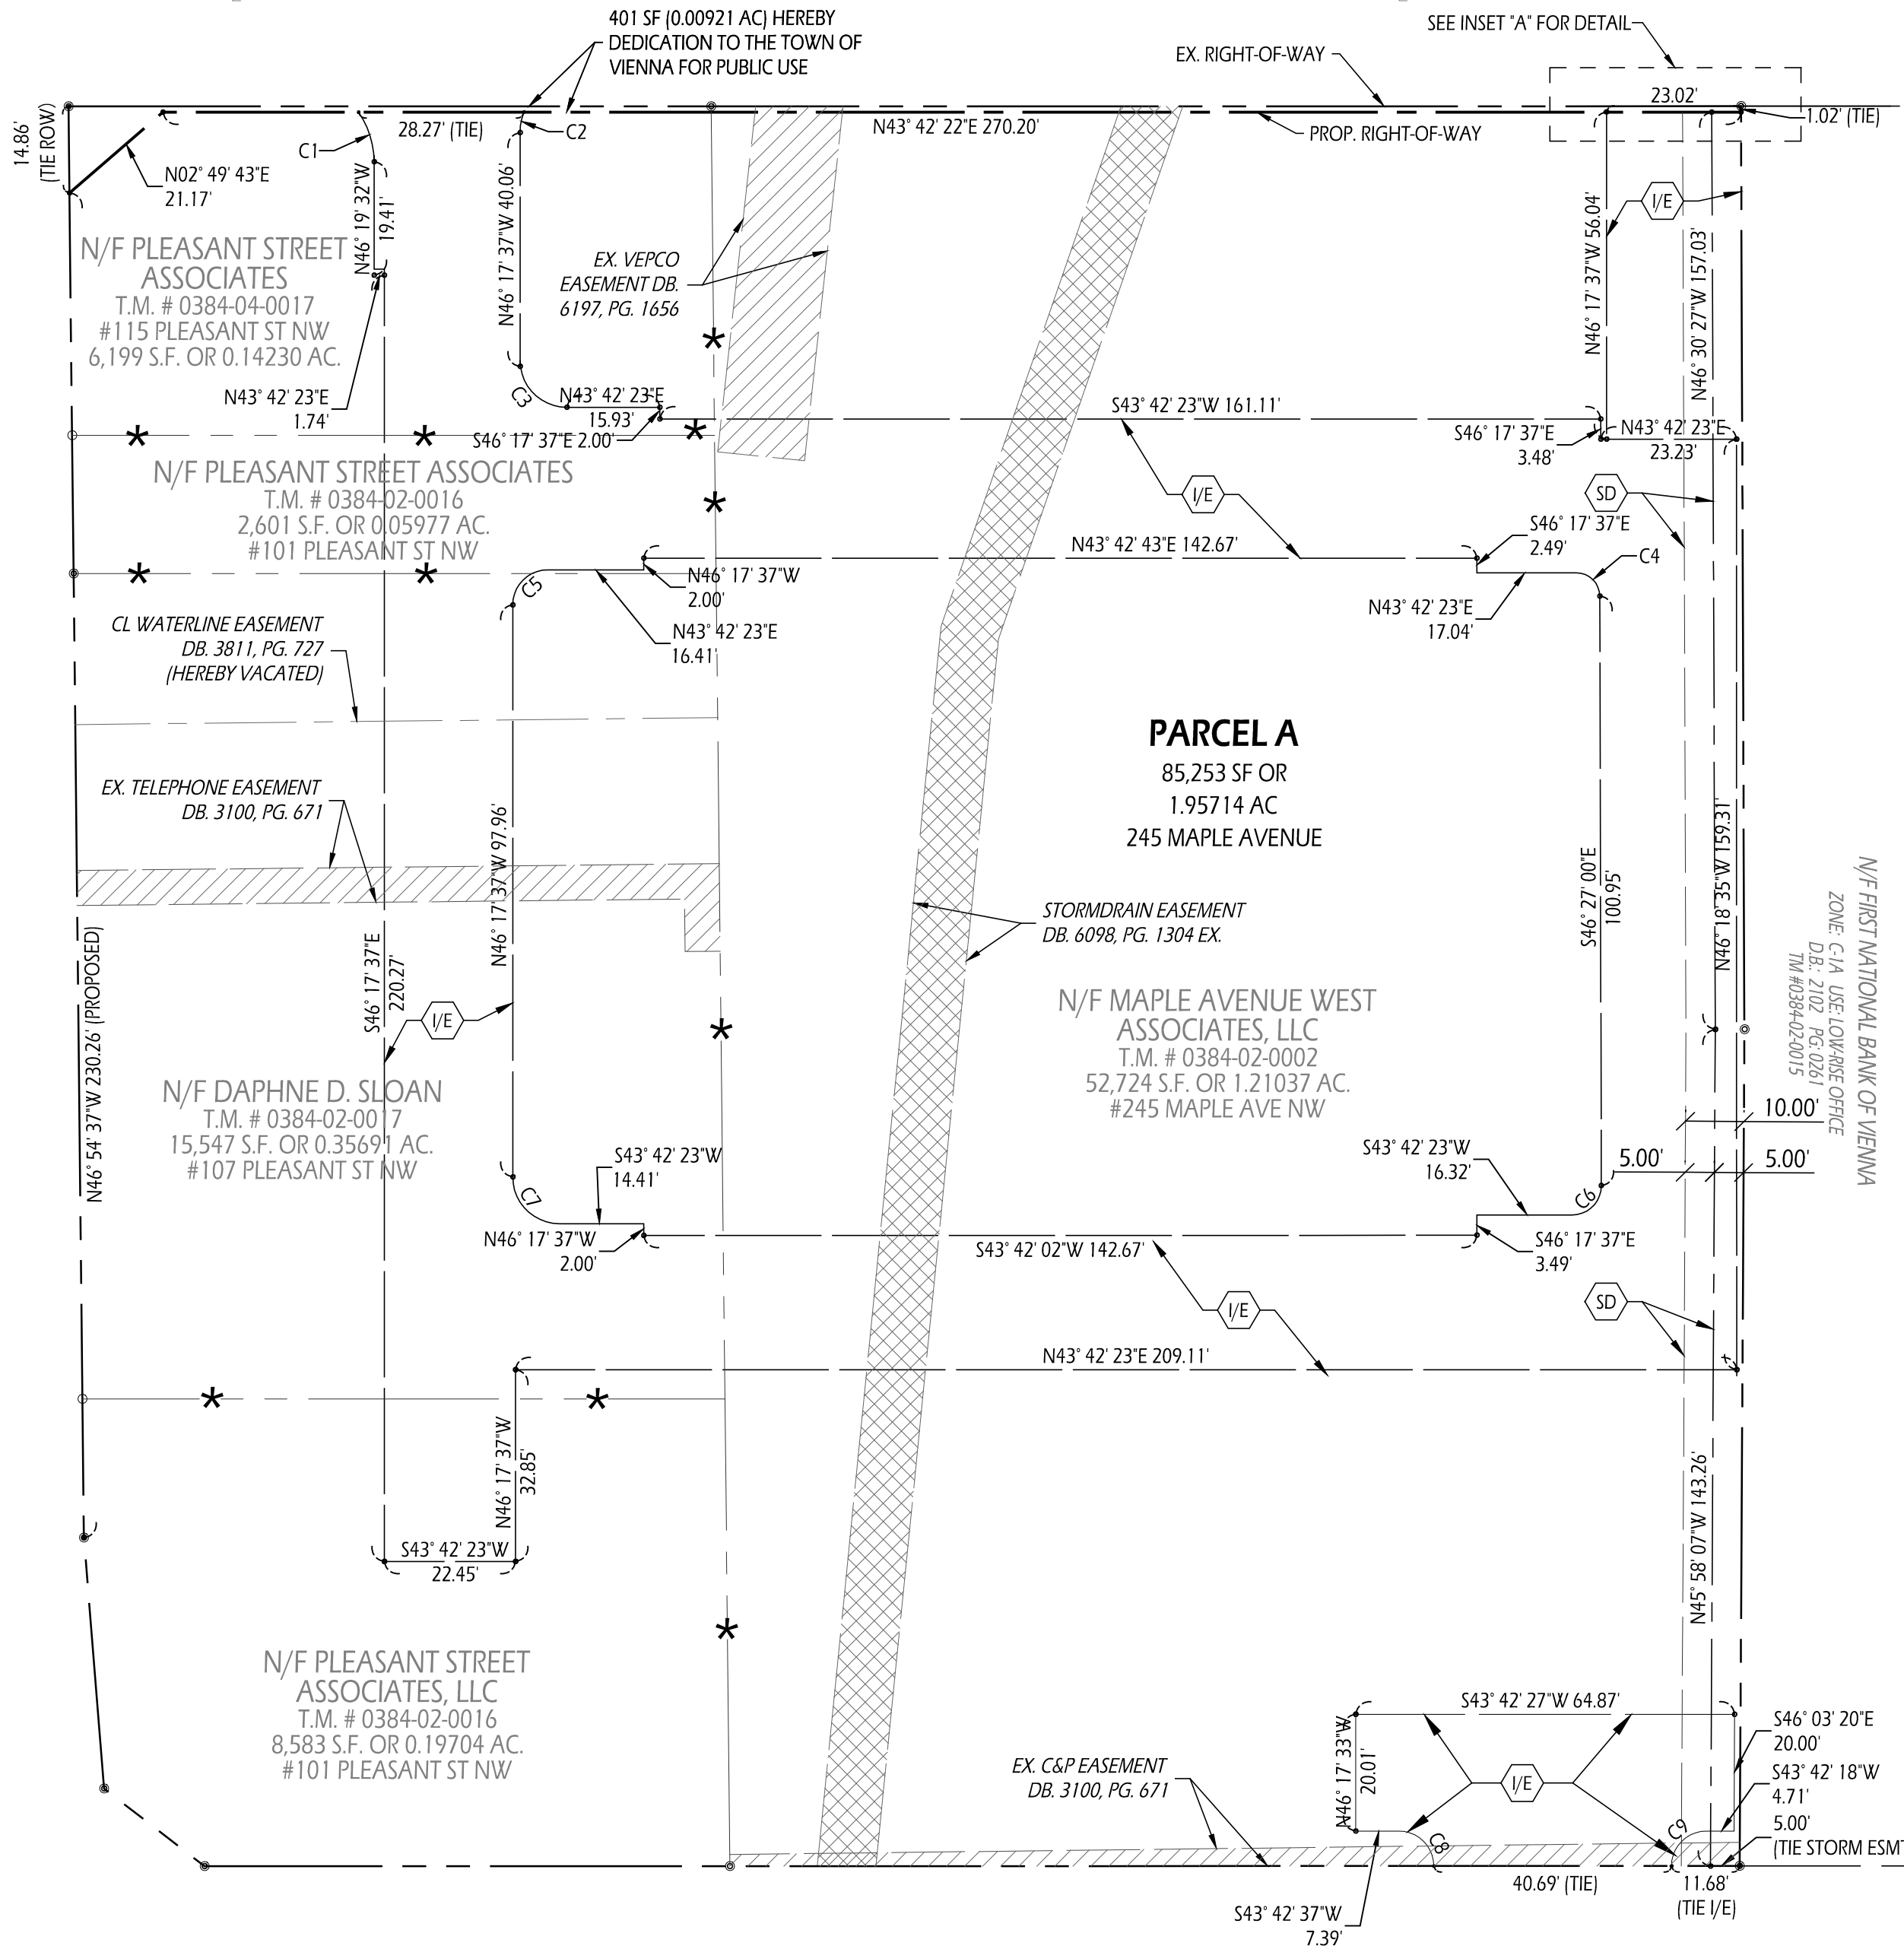 401 SF (0.00921 AC) HEREBY
DEDICATION TO THE TOWN OF
VIENNA FOR PUBLIC USE
SEE INSET "A" FOR DETAIL
EX. RIGHT-OF-WAY
23.02'
1.02' (TIE)
14.86'
(TIE ROW)
28.27' (TIE)
C2
N43° 42' 22"E 270.20'
PROP. RIGHT-OF-WAY
C1
N02° 49' 43"E
21.17'
N46° 19' 32"W
19.41'
N46° 17' 37"W 40.06'
I/E
N46° 17' 37"W 56.04'
N46° 30' 27"W 157.03'
N/F PLEASANT STREET
ASSOCIATES
T.M. # 0384-04-0017
#115 PLEASANT ST NW
6,199 S.F. OR 0.14230 AC.
EX. VEPCO
EASEMENT DB.
6197, PG. 1656
N43° 42' 23"E
1.74'
C3
N43° 42' 23"E
15.93'
S46° 17' 37"E 2.00'
S43° 42' 23"W 161.11'
S46° 17' 37"E
3.48'
N43° 42' 23"E
23.23'
N/F PLEASANT STREET ASSOCIATES
T.M. # 0384-02-0016
2,601 S.F. OR 0.05977 AC.
#101 PLEASANT ST NW
I/E
SD
S46° 17' 37"E
2.49'
C4
N43° 42' 43"E 142.67'
C5
N46° 17' 37"W
2.00'
N43° 42' 23"E
16.41'
N43° 42' 23"E
17.04'
CL WATERLINE EASEMENT
DB. 3811, PG. 727
(HEREBY VACATED)
PARCEL A
85,253 SF OR
1.95714 AC
245 MAPLE AVENUE
EX. TELEPHONE EASEMENT
DB. 3100, PG. 671
N46° 17' 37"W 97.96'
S46° 27' 00"E
100.95'
N46° 18' 35"W 159.31'
N/F FIRST NATIONAL BANK OF VIENNA
ZONE: C-1A USE: LOW-RISE OFFICE
D.B.: 2102 PG:0261
TM #0384-02-0015
STORMDRAIN EASEMENT
DB. 6098, PG. 1304 EX.
N46° 54' 37"W 230.26' (PROPOSED)
S46° 17' 37"E
220.27'
I/E
N/F MAPLE AVENUE WEST
ASSOCIATES, LLC
T.M. # 0384-02-0002
52,724 S.F. OR 1.21037 AC.
#245 MAPLE AVE NW
N/F DAPHNE D. SLOAN
T.M. # 0384-02-0017
15,547 S.F. OR 0.35691 AC.
#107 PLEASANT ST NW
10.00'
5.00'
5.00'
S43° 42' 23"W
14.41'
C7
S43° 42' 23"W
16.32'
C6
N46° 17' 37"W
2.00'
S43° 42' 02"W 142.67'
S46° 17' 37"E
3.49'
I/E
SD
N43° 42' 23"E 209.11'
N46° 17' 37"W
32.85'
N45° 58' 07"W 143.26'
S43° 42' 23"W
22.45'
N/F PLEASANT STREET
ASSOCIATES, LLC
T.M. # 0384-02-0016
8,583 S.F. OR 0.19704 AC.
#101 PLEASANT ST NW
S43° 42' 27"W 64.87'
S46° 03' 20"E
20.00'
N46° 17' 33"W
20.01'
EX. C&P EASEMENT
DB. 3100, PG. 671
I/E
S43° 42' 18"W
4.71'
5.00'
(TIE STORM ESMT
C8
C9
40.69' (TIE)
11.68'
(TIE I/E)
S43° 42' 37"W
7.39'